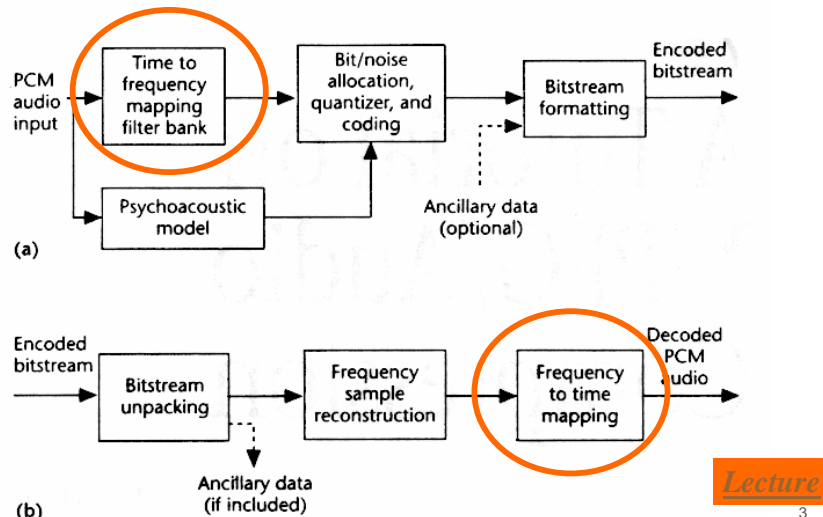 PCM
audio
input
Time to
frequency
mapping
filter bank
Psychoacoustic
model
Bit/noise
allocation,
quantizer, and
coding
Ancillary data
(optional)
Bitstream
formatting
Encoded
bitstream
(a)
Encoded
bitstream
Bitstream
unpacking
Ancillary data
(if included)
Frequency
sample
reconstruction
Frequency
to time
mapping
Decoded
PCM
audio
(b)
Lecture
3